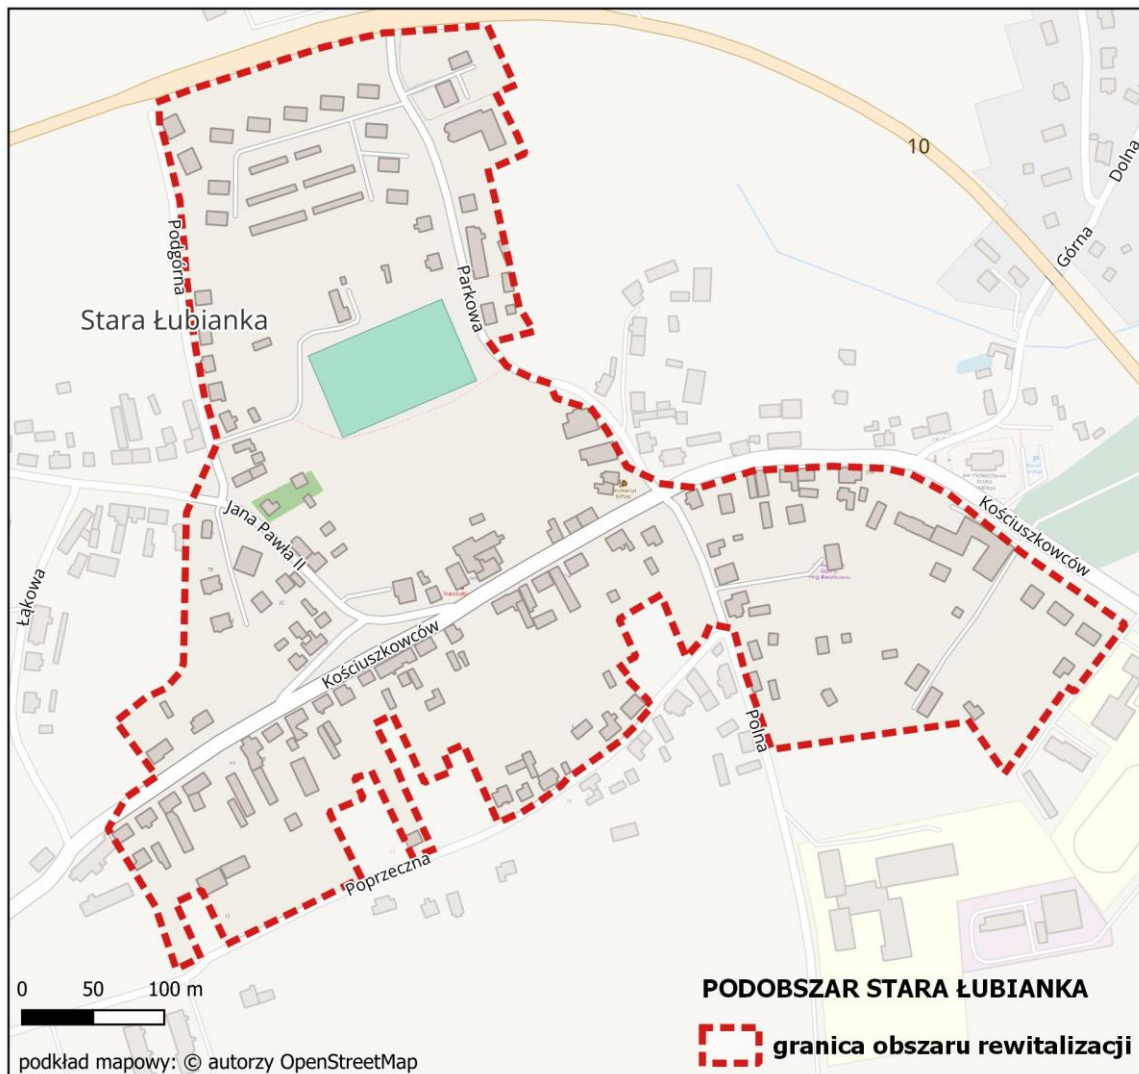 10
Dolna
Górna
Podgórna
Parkowa
Stara Łubianka
Jana Pawła II
Kościuszkowców
Łąkowa
Kościuszkowców
Polna
Poprzeczna
P
0 50 100 m
PODOBSZAR STARA ŁUBIANKA
granica obszaru rewitalizacji
podkład mapowy: © autorzy OpenStreetMap